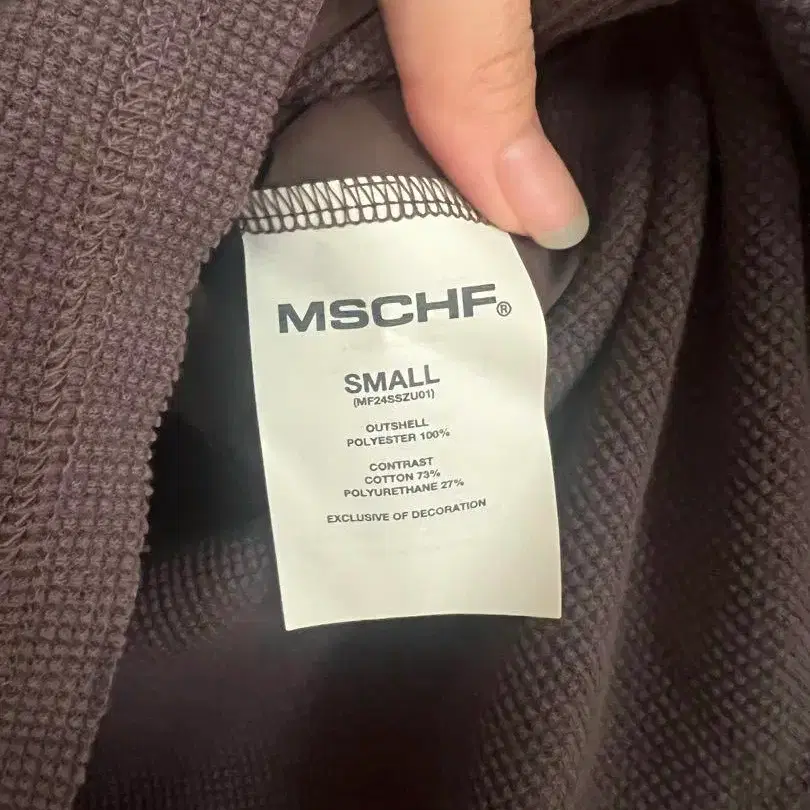 MSCHF®
SMALL
(MF24SSZU01)
OUTSHELL
POLYESTER 100%
CONTRAST
COTTON 73%
POLYURETHANE 27%
EXCLUSIVE OF DECORATION